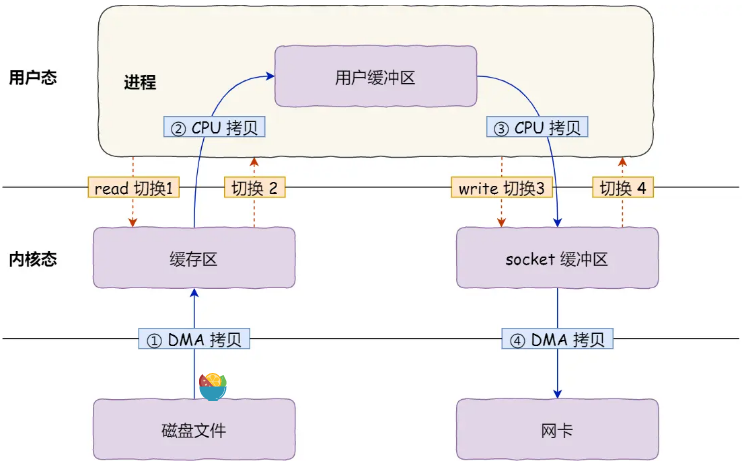 用户态
进程
用户缓冲区
② CPU 拷贝
③ CPU 拷贝
read 切换1
切换 2
write 切换3
切换 4
内核态
缓存区
socket 缓冲区
① DMA 拷贝
④ DMA 拷贝
磁盘文件
网卡